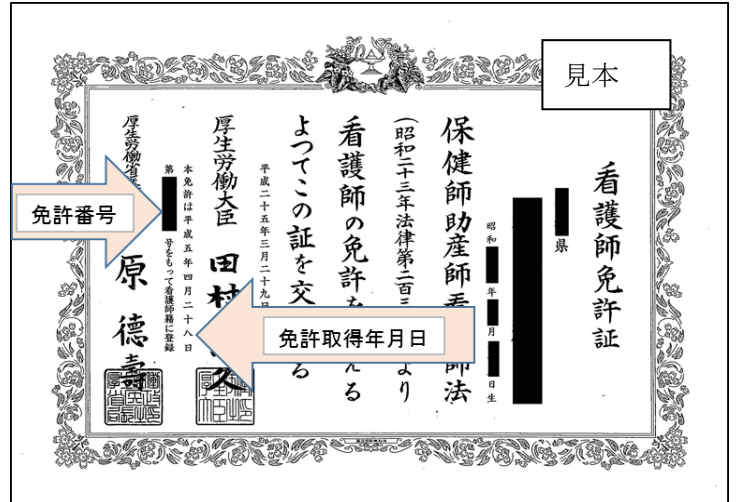 見本
看護師免許証
県
昭和 年 月 日生
保健師助産師看 師法
(昭和二十三年法律第二百三 より
看護師の免許を える
よつてこの証を交 る
平成二十五年三月二十九日
厚生労働大臣 田村 久
本免許は平成五年四月二十八日
第 号をもって看護師籍に登録
厚生労働省 原 德壽
免許番号
免許取得年月日